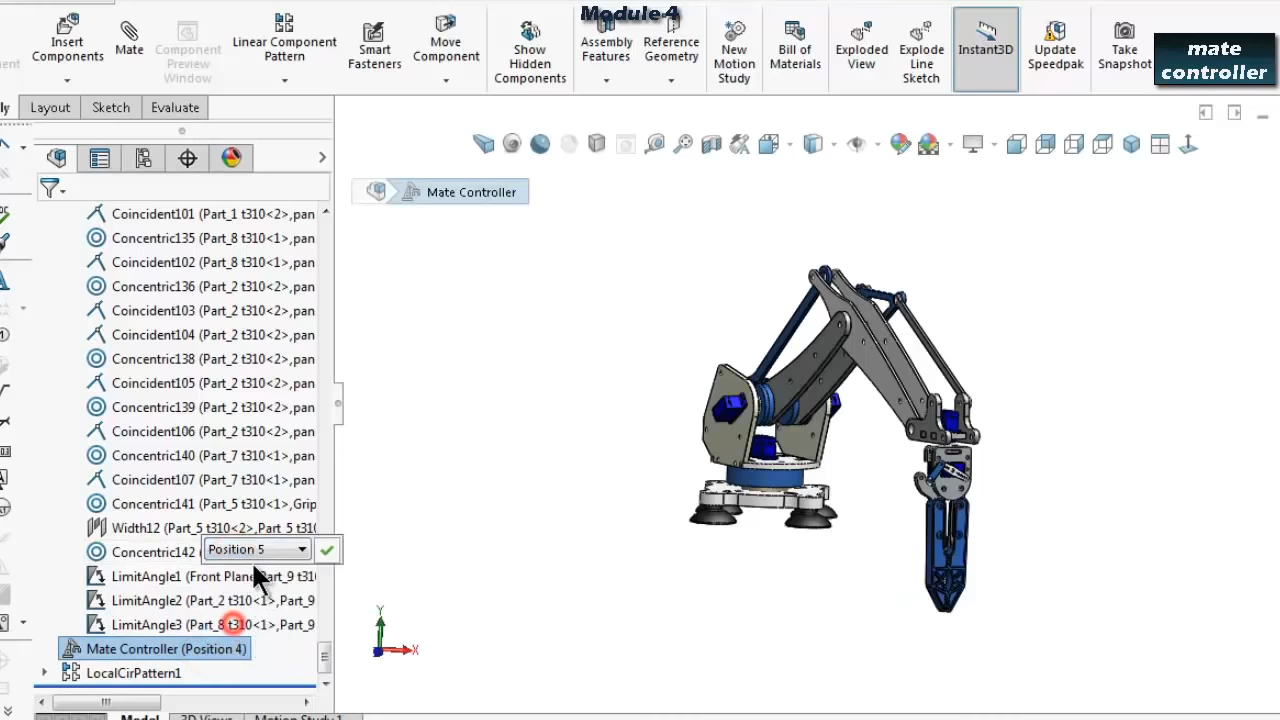 Module-4
mate
controller
Insert
Components
Mate
Component
Preview
Window
Linear Component
Pattern
Smart
Fasteners
Move
Component
Show
Hidden
Components
Assembly
Features
Reference
Geometry
New
Motion
Study
Bill of
Materials
Exploded
View
Explode
Line
Sketch
Instant3D
Update
Speedpak
Take
Snapshot
Layout
Sketch
Evaluate
Mate Controller
Coincident101 (Part_1 t310<2>,pan
Concentric135 (Part_8 t310<1>,pan
Coincident102 (Part_8 t310<1>,pan
Concentric136 (Part_2 t310<2>,pan
Coincident103 (Part_2 t310<2>,pan
Coincident104 (Part_2 t310<2>,pan
Concentric138 (Part_2 t310<2>,pan
Coincident105 (Part_2 t310<2>,pan
Concentric139 (Part_2 t310<2>,pan
Coincident106 (Part_2 t310<2>,pan
Concentric140 (Part_7 t310<1>,pan
Coincident107 (Part_7 t310<1>,pan
Concentric141 (Part_5 t310<1>,Grip
Width12 (Part_5 t310<2>,Part 5 t310
Concentric142
Position 5
LimitAngle1 (Front Plane,Part_9 t310
LimitAngle2 (Part_2 t310<1>,Part_9
LimitAngle3 (Part_8 t310<1>,Part_9
Mate Controller (Position 4)
LocalCirPattern1
Y
X
Model
3D Views
Motion Study 1